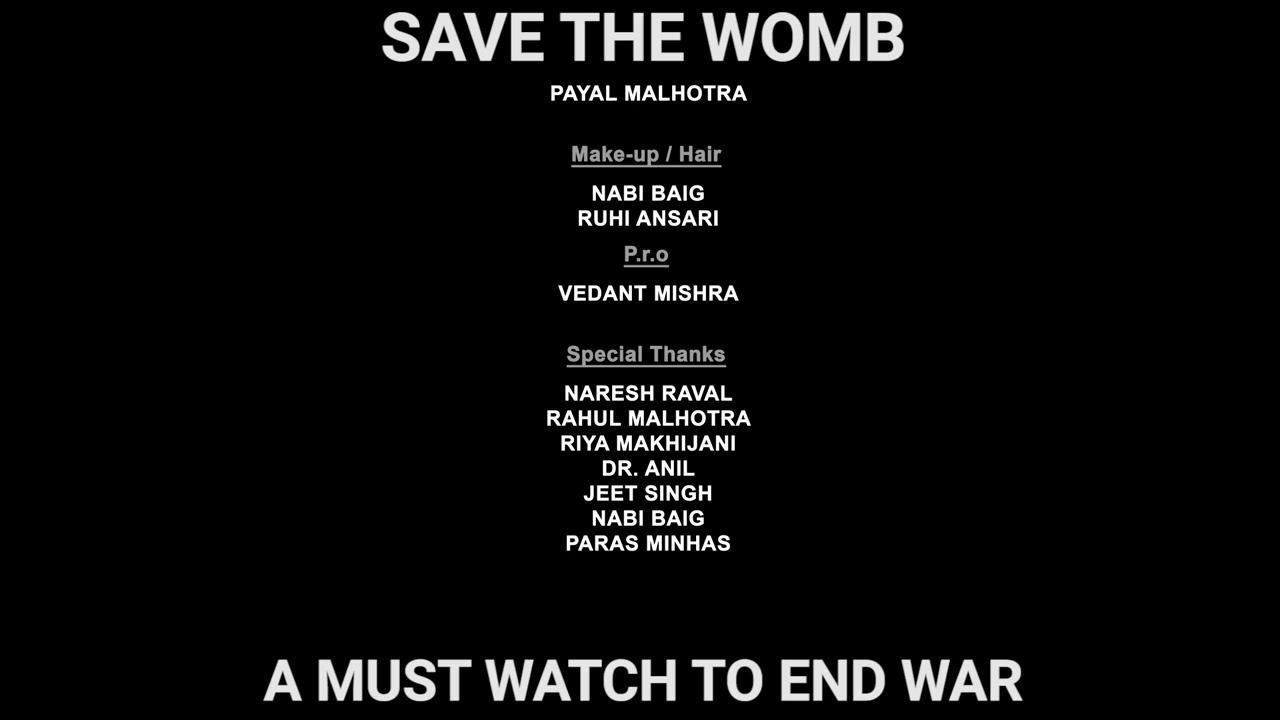 SAVE THE WOMB
PAYAL MALHOTRA
Make-up / Hair
NABI BAIG
RUHI ANSARI
P.r.o
VEDANT MISHRA
Special Thanks
NARESH RAVAL
RAHUL MALHOTRA
RIYA MAKHIJANI
DR. ANIL
JEET SINGH
NABI BAIG
PARAS MINHAS
A MUST WATCH TO END WAR